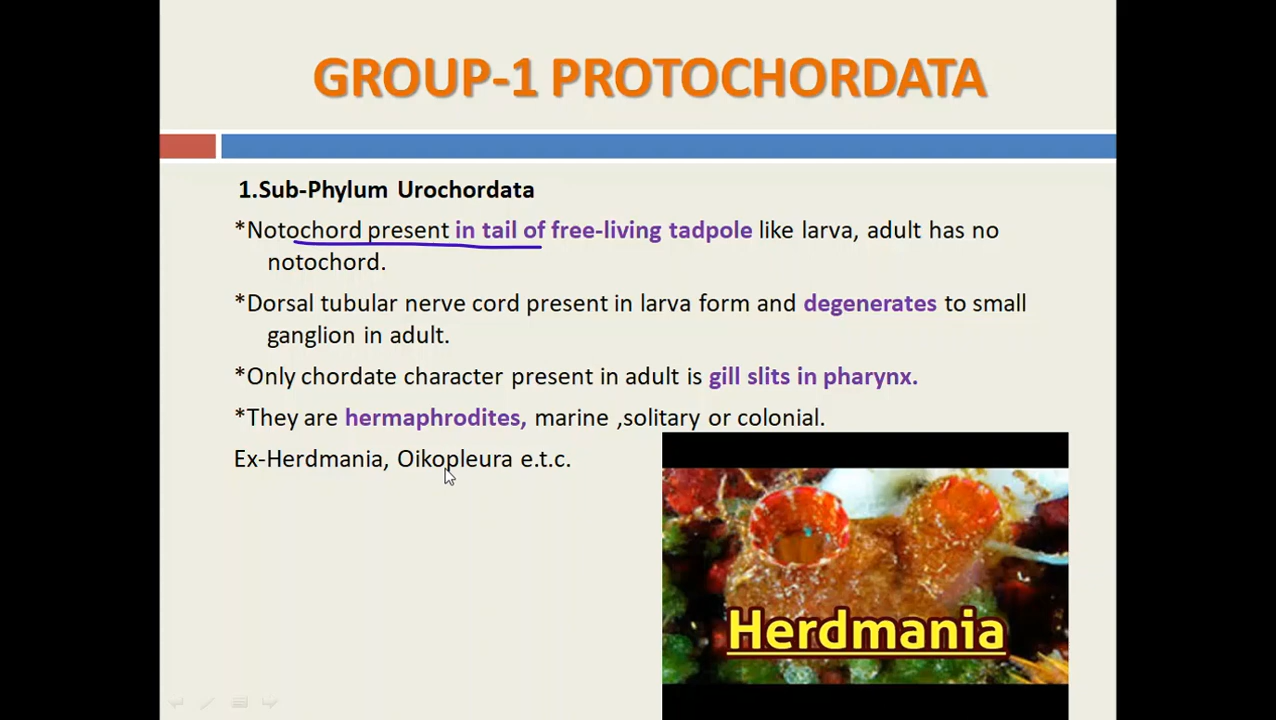 GROUP-1 PROTOCHORDATA
1.Sub-Phylum Urochordata
*Notochord present in tail of free-living tadpole like larva, adult has no
notochord.
*Dorsal tubular nerve cord present in larva form and degenerates to small
ganglion in adult.
*Only chordate character present in adult is gill slits in pharynx.
*They are hermaphrodites, marine ,solitary or colonial.
Ex-Herdmania, Oikopleura e.t.c.
Herdmania